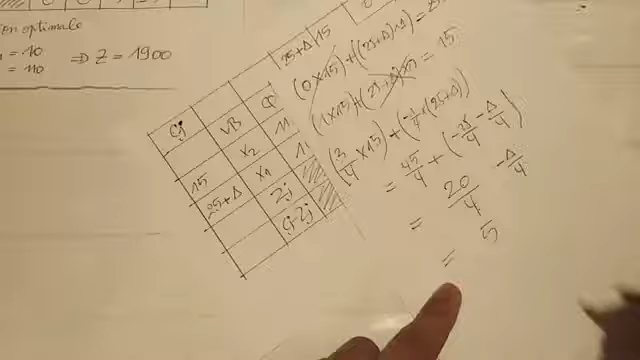 ion optimale
= 10
= 110
⇒ Z = 1900
25+Δ 15
Cj
VB
15 x₂ 11
25+Δ x₁
Zj
Cj-Zj
(0×15)+((25+Δ)×1)
(1×15)+(25+Δ)×0 = 15
(3/4 ×15) + (-1/4 ×(25+Δ))
= 45/4 + (-25/4 - Δ/4)
= 20/4 - Δ/4
= 5